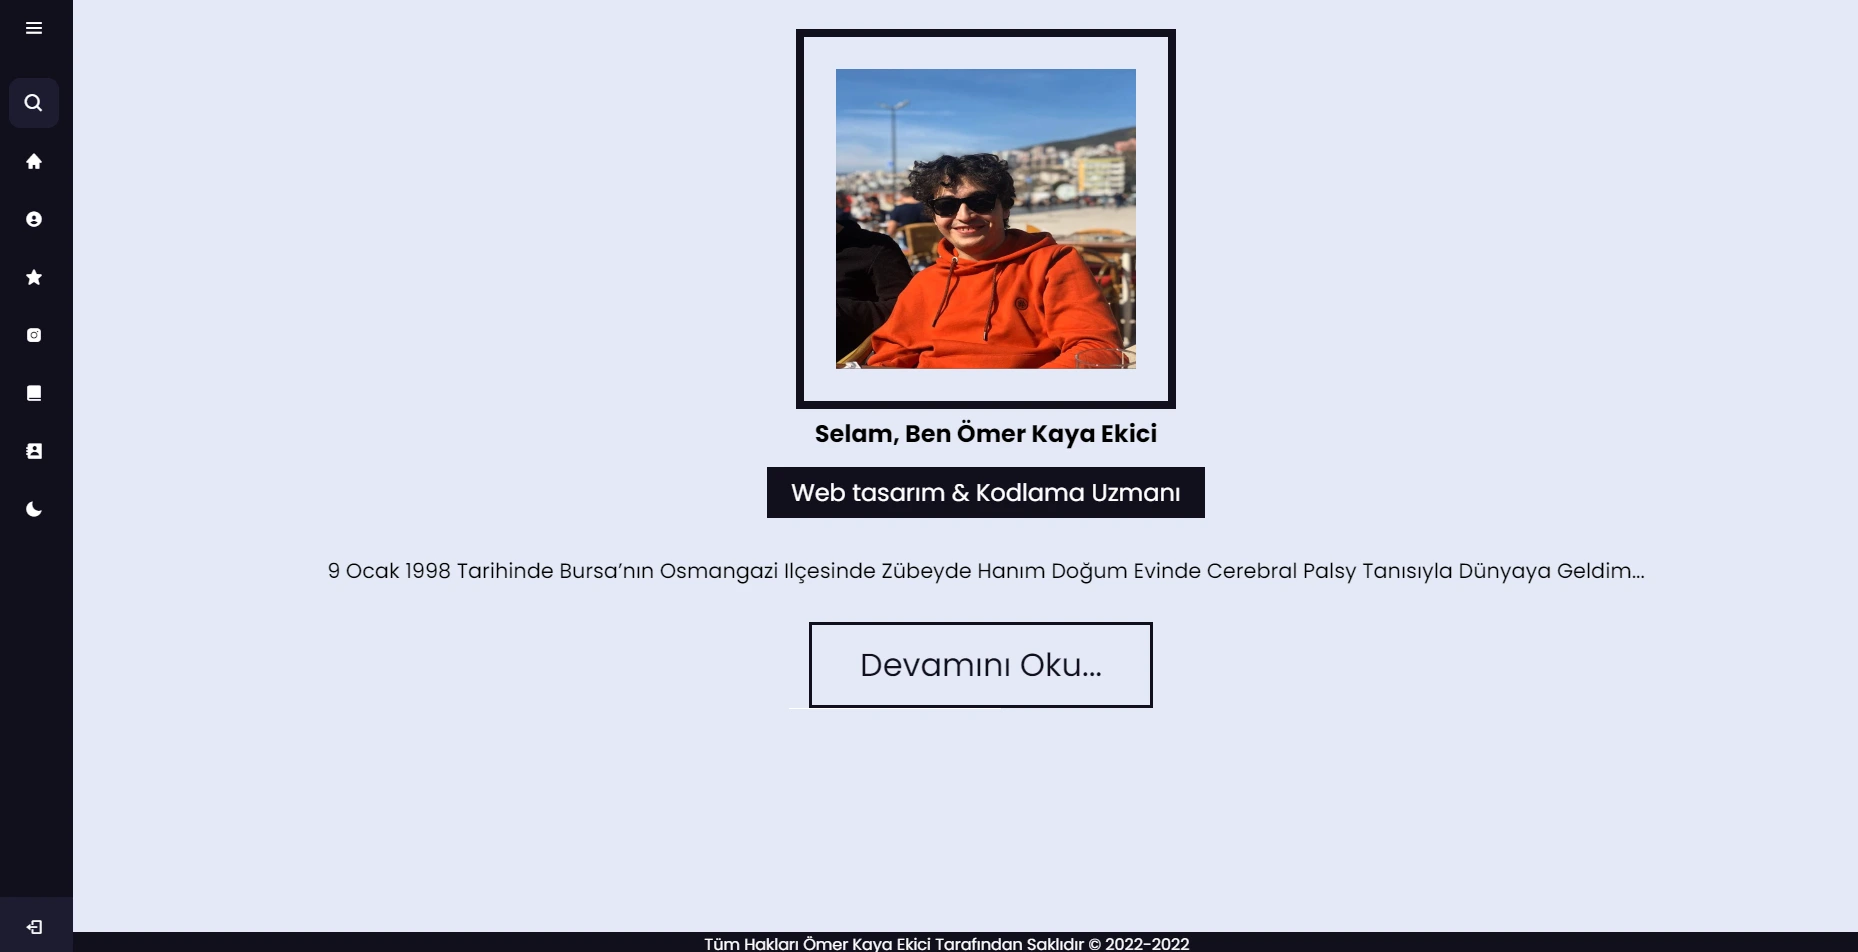 Selam, Ben Ömer Kaya Ekici
Web tasarım & Kodlama Uzmanı
9 Ocak 1998 Tarihinde Bursa’nın Osmangazi Ilçesinde Zübeyde Hanım Doğum Evinde Cerebral Palsy Tanısıyla Dünyaya Geldim...
Devamını Oku...
Tüm Hakları Ömer Kaya Ekici Tarafından Saklıdır © 2022-2022